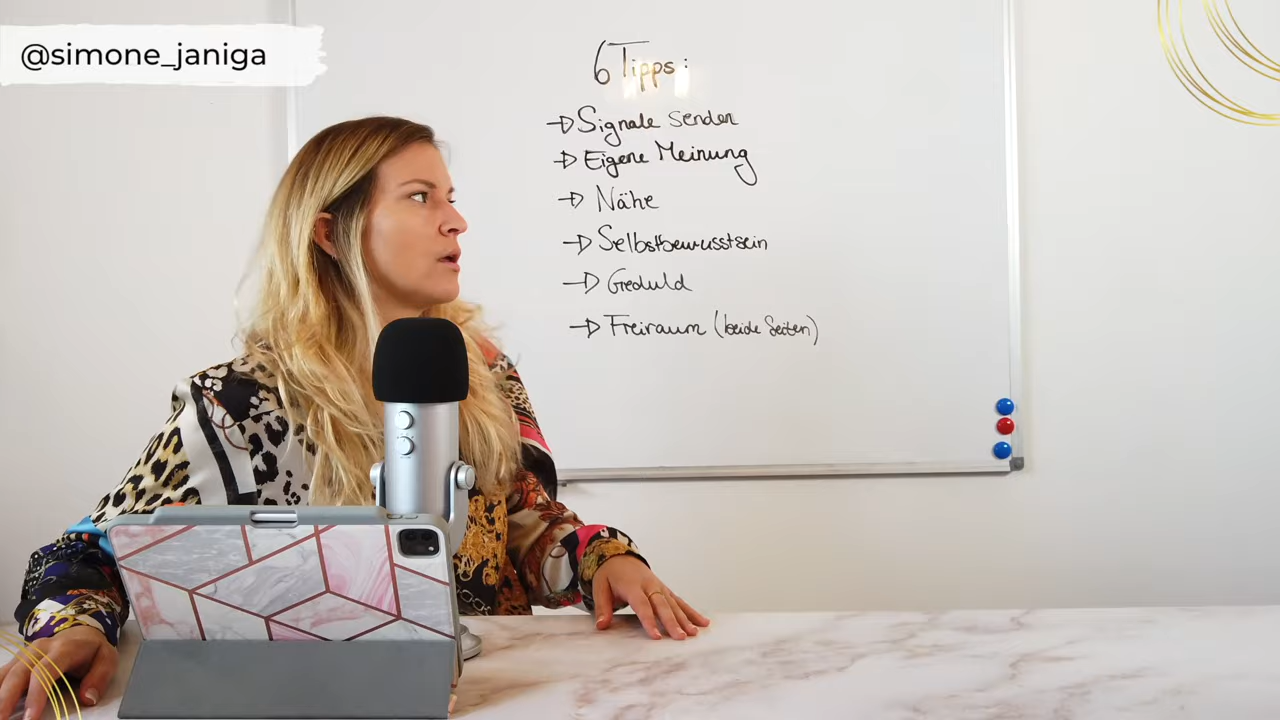 @simone_janiga
6 Tipps:
→ Signale senden
→ Eigene Meinung
→ Nähe
→ Selbstbewusstsein
→ Geduld
→ Freiraum (beide Seiten)